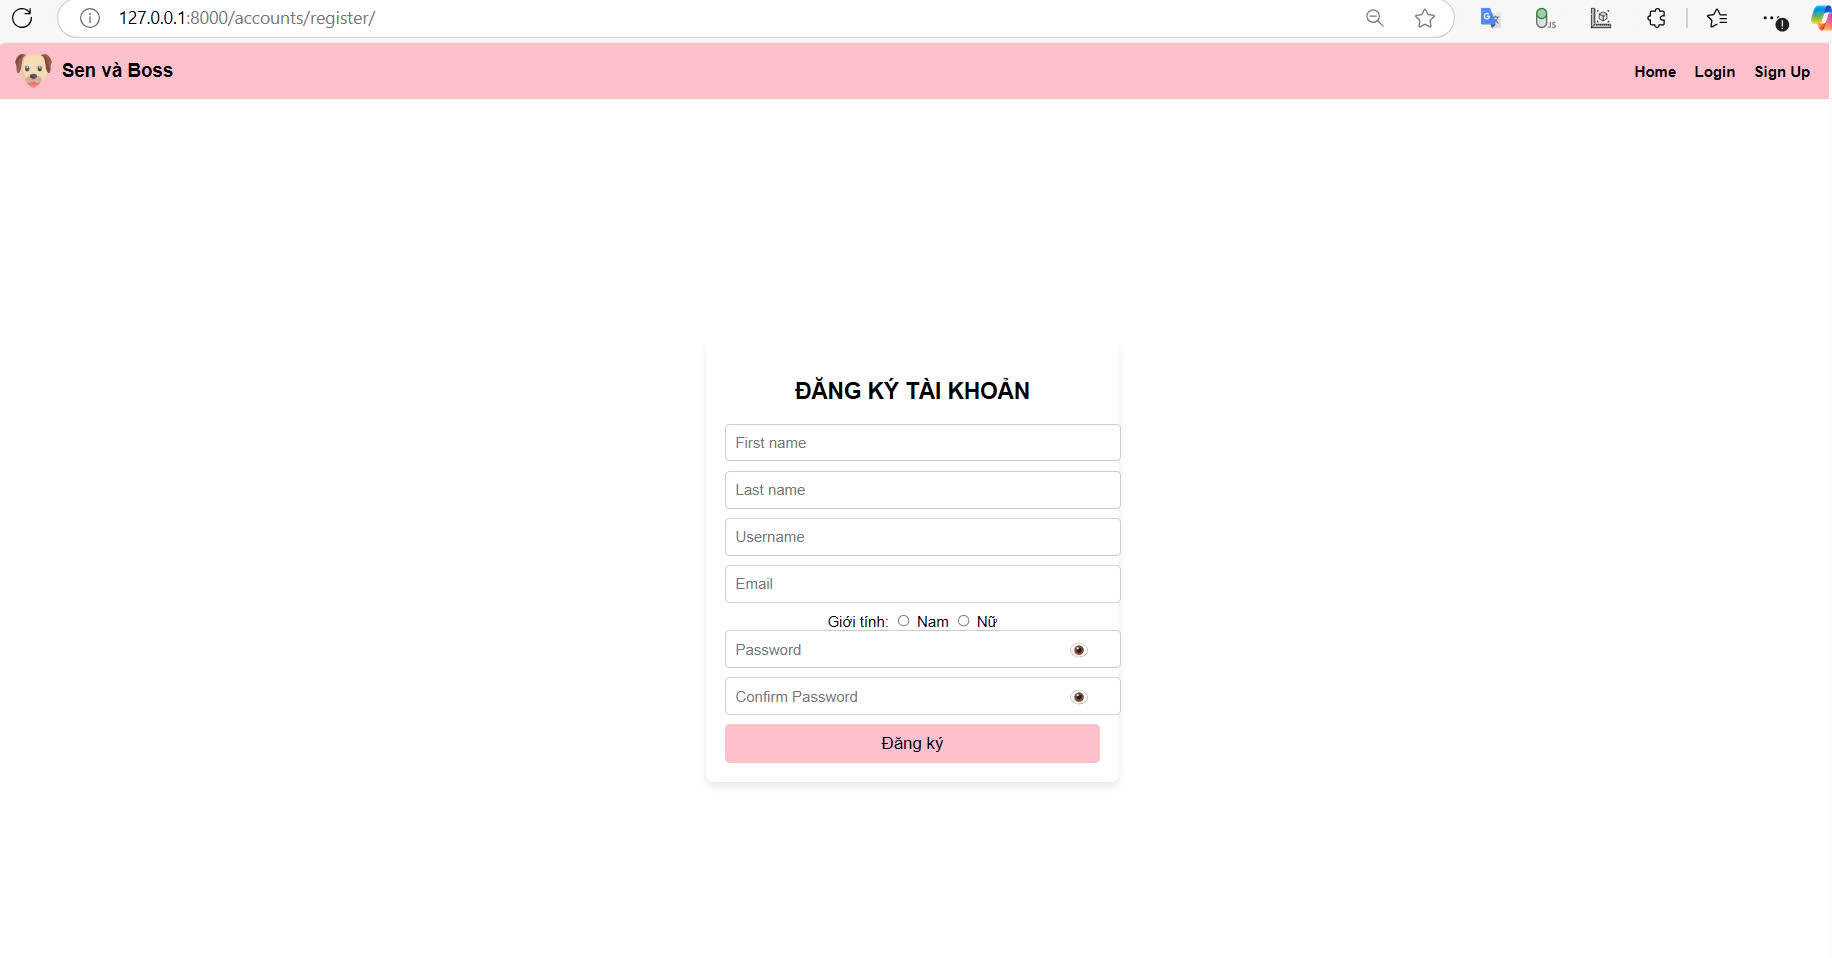 127.0.0.1:8000/accounts/register/
Sen và Boss
Home Login Sign Up
ĐĂNG KÝ TÀI KHOẢN
First name
Last name
Username
Email
Giới tính: Nam Nữ
Password
Confirm Password
Đăng ký